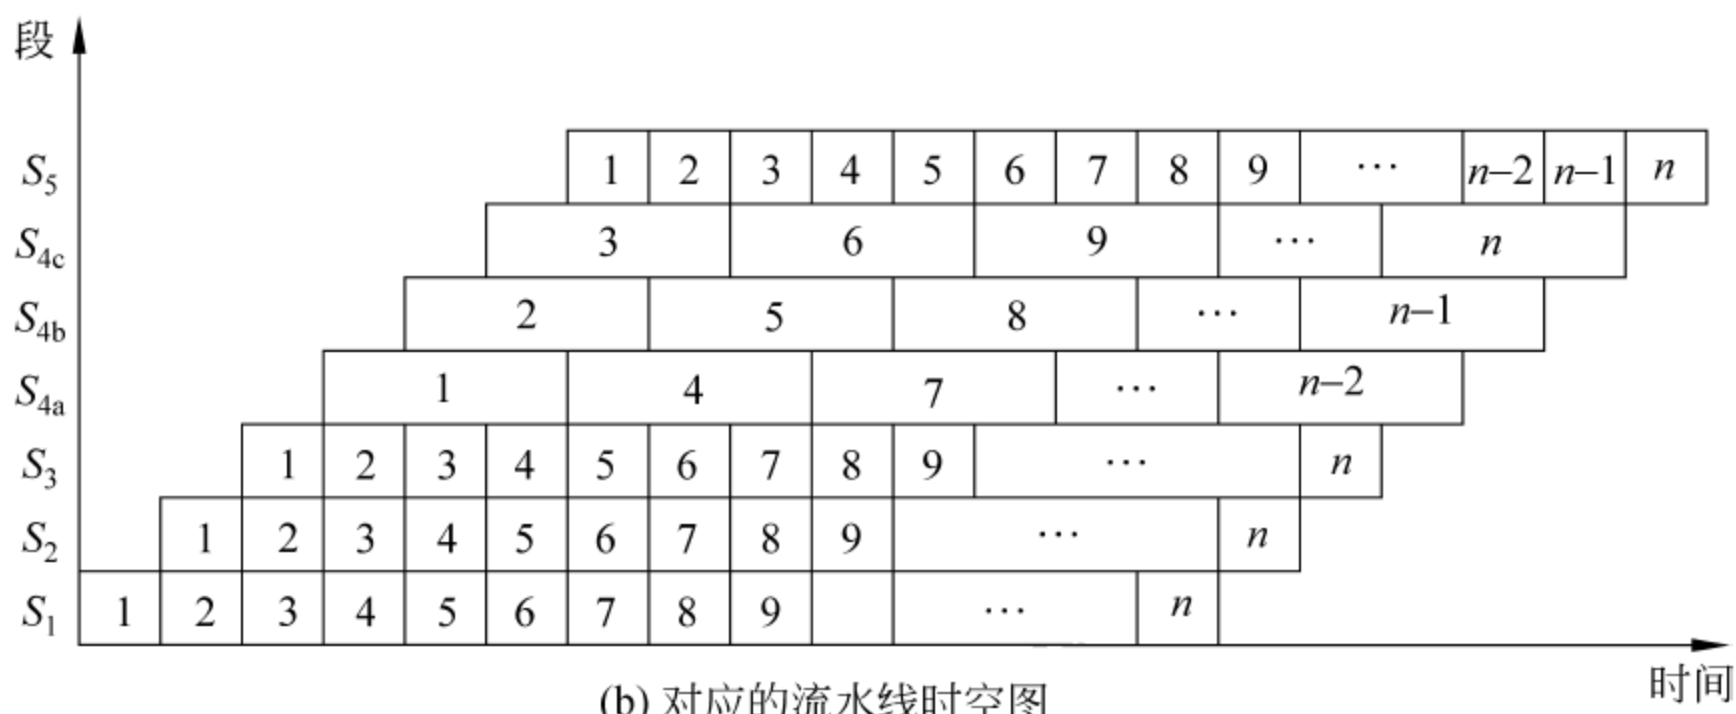 段
S5 1 2 3 4 5 6 7 8 9 ··· n–2 n–1 n
S4c 3 6 9 ··· n
S4b 2 5 8 ··· n–1
S4a 1 4 7 ··· n–2
S3 1 2 3 4 5 6 7 8 9 ··· n
S2 1 2 3 4 5 6 7 8 9 ··· n
S1 1 2 3 4 5 6 7 8 9 ··· n
时间
(b) 对应的流水线时空图